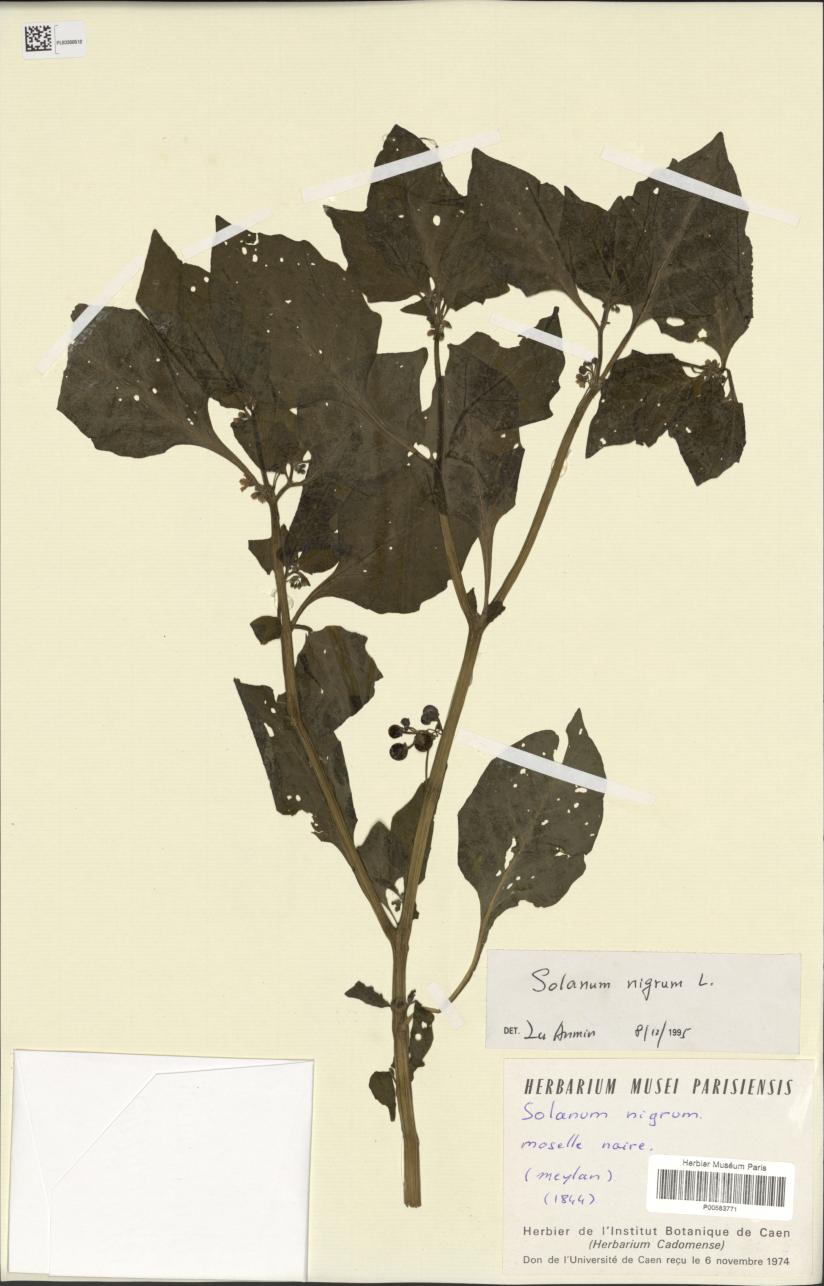 Solanum nigrum L.
DET. Lu Anmin 8/12/1995
HERBARIUM MUSEI PARISIENSIS
Solanum nigrum.
moselle noire.
(meylan)
(1844)
Herbier Muséum Paris
P00583771
Herbier de l'Institut Botanique de Caen
(Herbarium Cadomense)
Don de l'Université de Caen reçu le 6 novembre 1974